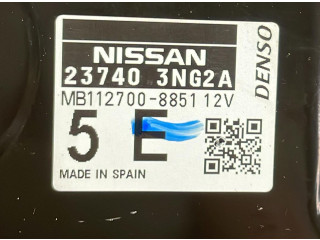 NISSAN
23740 3NG2A
MB112700-8851 12V
5 E
MADE IN SPAIN
DENSO